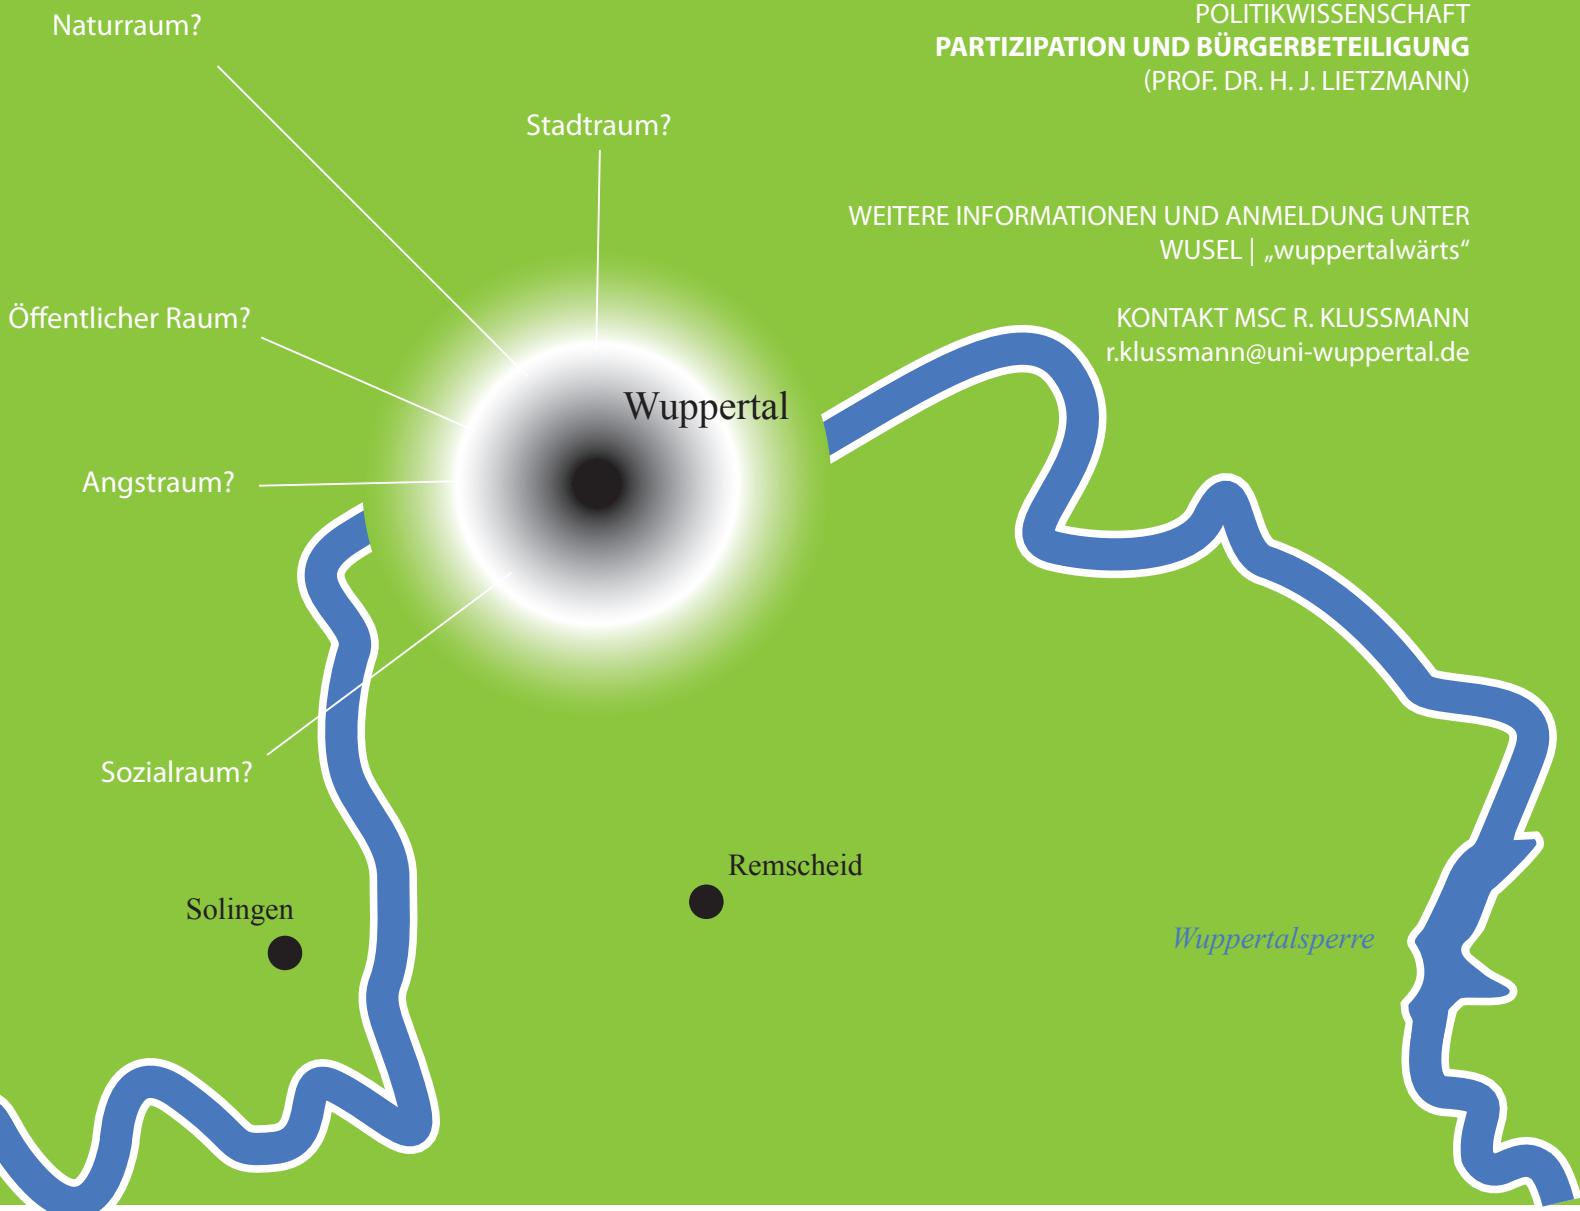 POLITIKWISSENSCHAFT
PARTIZIPATION UND BÜRGERBETEILIGUNG
(PROF. DR. H. J. LIETZMANN)
WEITERE INFORMATIONEN UND ANMELDUNG UNTER
WUSEL | „wuppertalwärts“
KONTAKT MSC R. KLUSSMANN
r.klussmann@uni-wuppertal.de
Naturraum?
Stadtraum?
Öffentlicher Raum?
Wuppertal
Angstraum?
Sozialraum?
Remscheid
Solingen
Wuppertalsperre